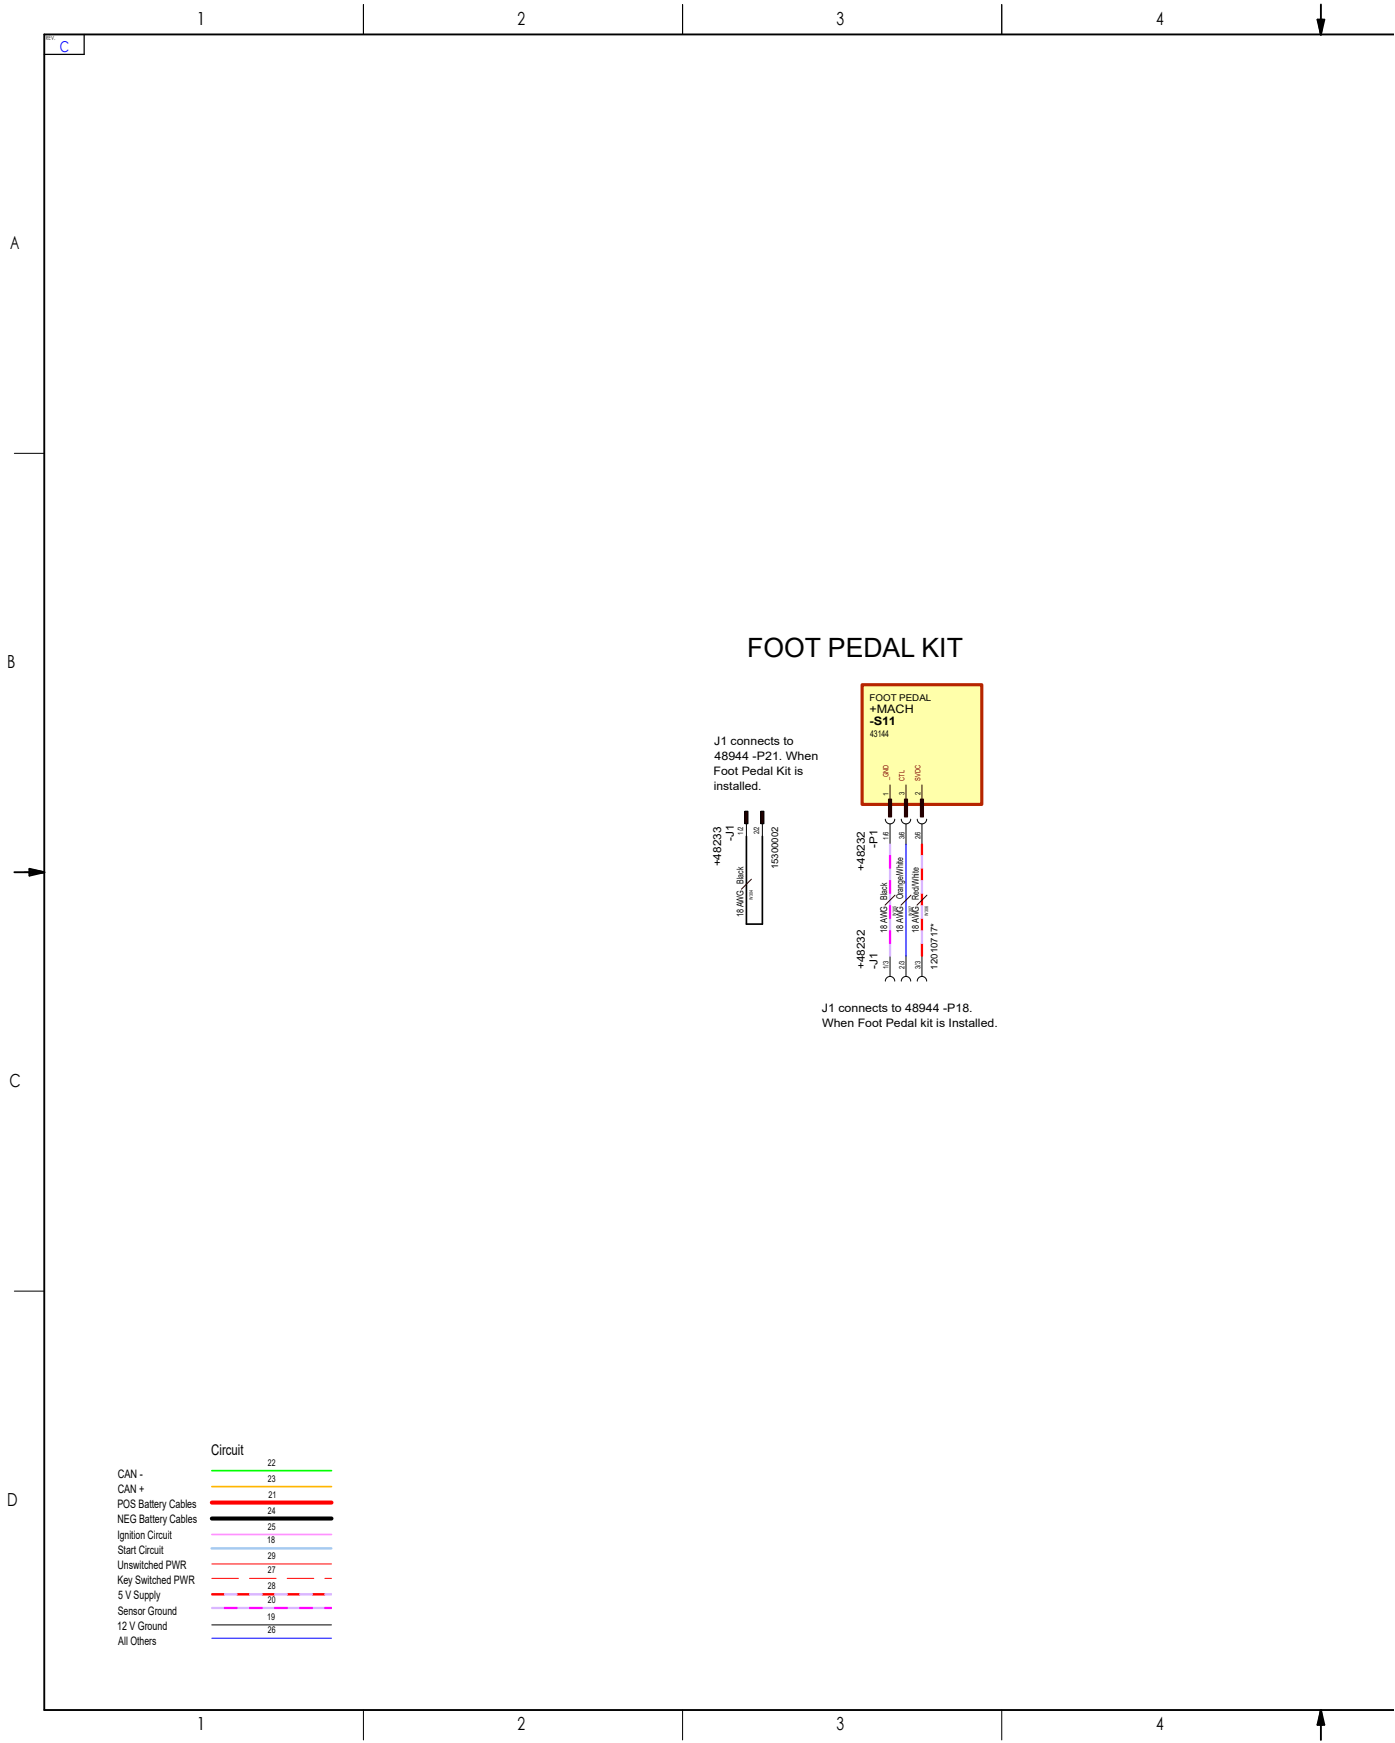 1 2 3 4
REV.
C
A
B
C
D
FOOT PEDAL KIT
FOOT PEDAL
+MACH
-S11
43144
_GND
CTL
5VDC
1
3
2
J1 connects to
48944 -P21. When
Foot Pedal Kit is
installed.
+48233
-J1
1/2
2/2
15300002
18 AWG, Black
+48232
-P1
1/6
3/6
2/6
18 AWG, Black
18 AWG, Orange/White
18 AWG, Red/White
+48232
-J1
1/3
2/3
3/3
12010717*
J1 connects to 48944 -P18.
When Foot Pedal kit is Installed.
Circuit
CAN - 22
CAN + 23
POS Battery Cables 21
NEG Battery Cables 24
Ignition Circuit 25
Start Circuit 18
Unswitched PWR 29
Key Switched PWR 27
5 V Supply 28
Sensor Ground 20
12 V Ground 19
All Others 26
1 2 3 4